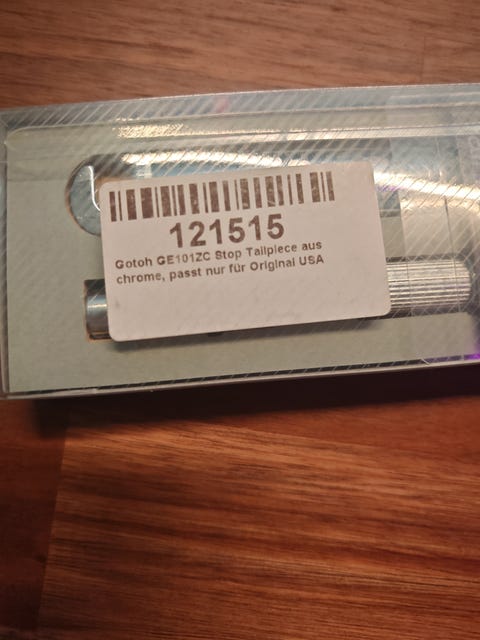 121515
Gotoh GE101ZC Stop Tailpiece aus
chrome, passt nur für Original USA